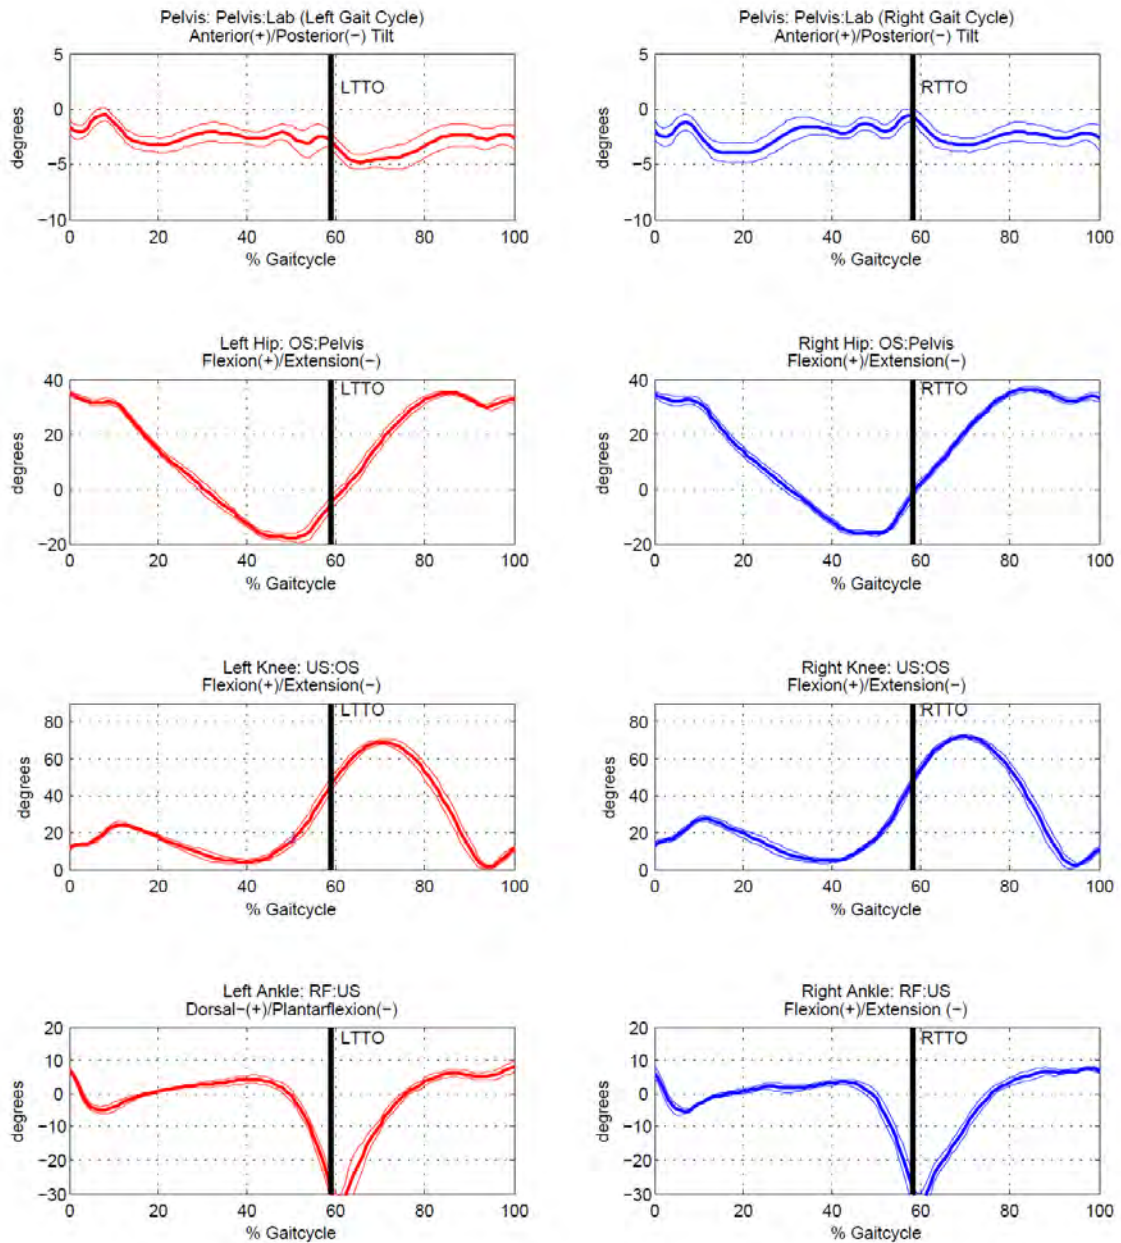 Pelvis: Pelvis:Lab (Left Gait Cycle)
Anterior(+)/Posterior(−) Tilt
5
0
−5
−10
degrees
LTTO
0 20 40 60 80 100
% Gaitcycle
Pelvis: Pelvis:Lab (Right Gait Cycle)
Anterior(+)/Posterior(−) Tilt
5
0
−5
−10
degrees
RTTO
0 20 40 60 80 100
% Gaitcycle
Left Hip: OS:Pelvis
Flexion(+)/Extension(−)
40
20
0
−20
degrees
LTTO
0 20 40 60 80 100
% Gaitcycle
Right Hip: OS:Pelvis
Flexion(+)/Extension(−)
40
20
0
−20
degrees
RTTO
0 20 40 60 80 100
% Gaitcycle
Left Knee: US:OS
Flexion(+)/Extension(−)
80
60
40
20
0
degrees
LTTO
0 20 40 60 80 100
% Gaitcycle
Right Knee: US:OS
Flexion(+)/Extension(−)
80
60
40
20
0
degrees
RTTO
0 20 40 60 80 100
% Gaitcycle
Left Ankle: RF:US
Dorsal−(+)/Plantarflexion(−)
20
10
0
−10
−20
−30
degrees
LTTO
0 20 40 60 80 100
% Gaitcycle
Right Ankle: RF:US
Flexion(+)/Extension (−)
20
10
0
−10
−20
−30
degrees
RTTO
0 20 40 60 80 100
% Gaitcycle